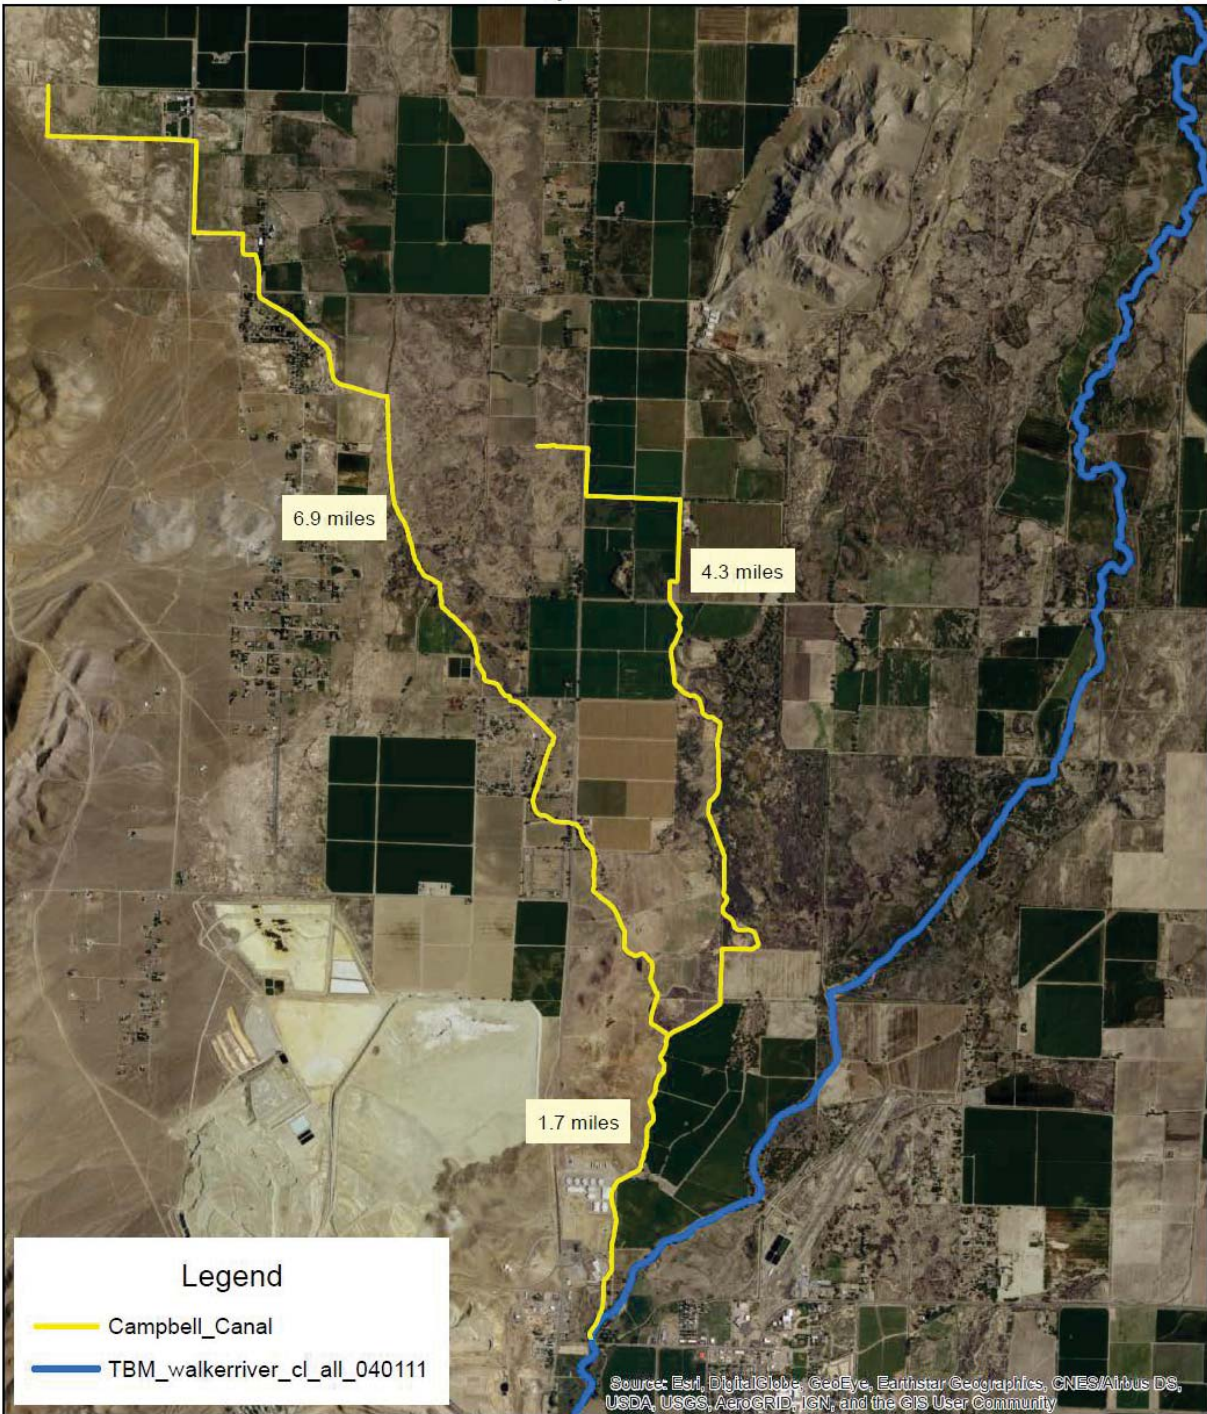 6.9 miles
4.3 miles
1.7 miles
Legend
Campbell_Canal
TBM_walkerriver_cl_all_040111
Source: Esri, DigitalGlobe, GeoEye, Earthstar Geographics, CNES/Airbus DS,
USDA, USGS, AeroGRID, IGN, and the GIS User Community